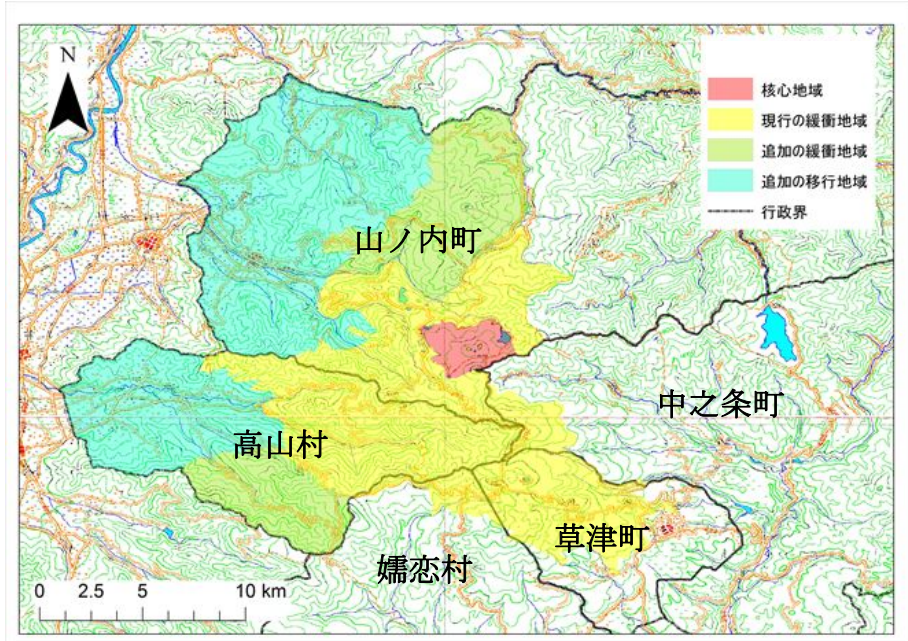 N
核心地域
現行の緩衝地域
追加の緩衝地域
追加の移行地域
行政界
山ノ内町
中之条町
高山村
草津町
嬬恋村
0 2.5 5 10 km